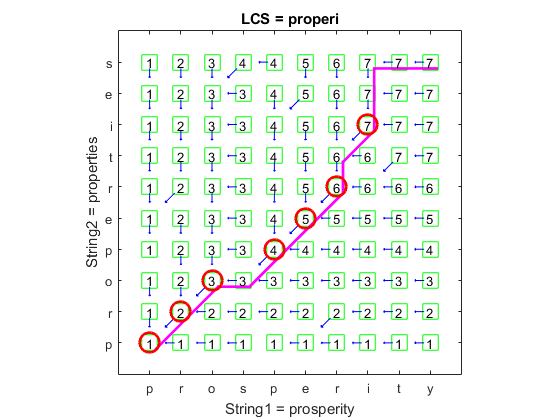 LCS = properi
String2 = properties
s 1 2 3 4 4 5 6 7 7 7
e 1 2 3 3 4 5 6 7 7 7
i 1 2 3 3 4 5 6 7 7 7
t 1 2 3 3 4 5 6 6 7 7
r 1 2 3 3 4 5 6 6 6 6
e 1 2 3 3 4 5 5 5 5 5
p 1 2 3 3 4 4 4 4 4 4
o 1 2 3 3 3 3 3 3 3 3
r 1 2 2 2 2 2 2 2 2 2
p 1 1 1 1 1 1 1 1 1 1
p r o s p e r i t y
String1 = prosperity